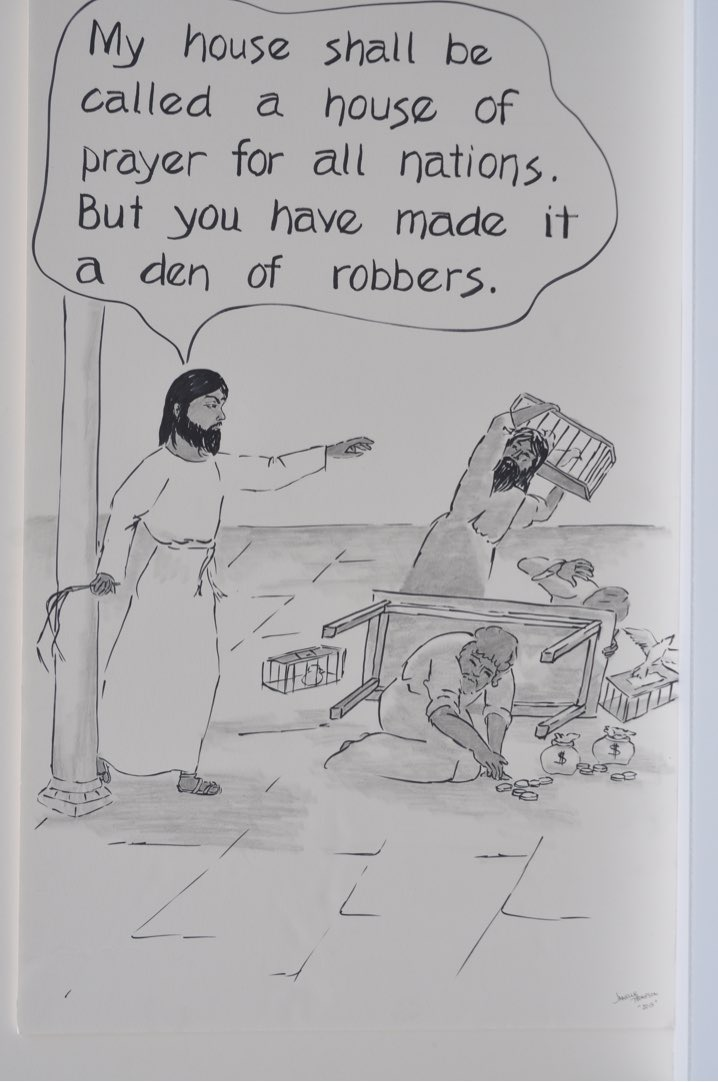 My house shall be
called a house of
prayer for all nations.
But you have made it
a den of robbers.
$
$